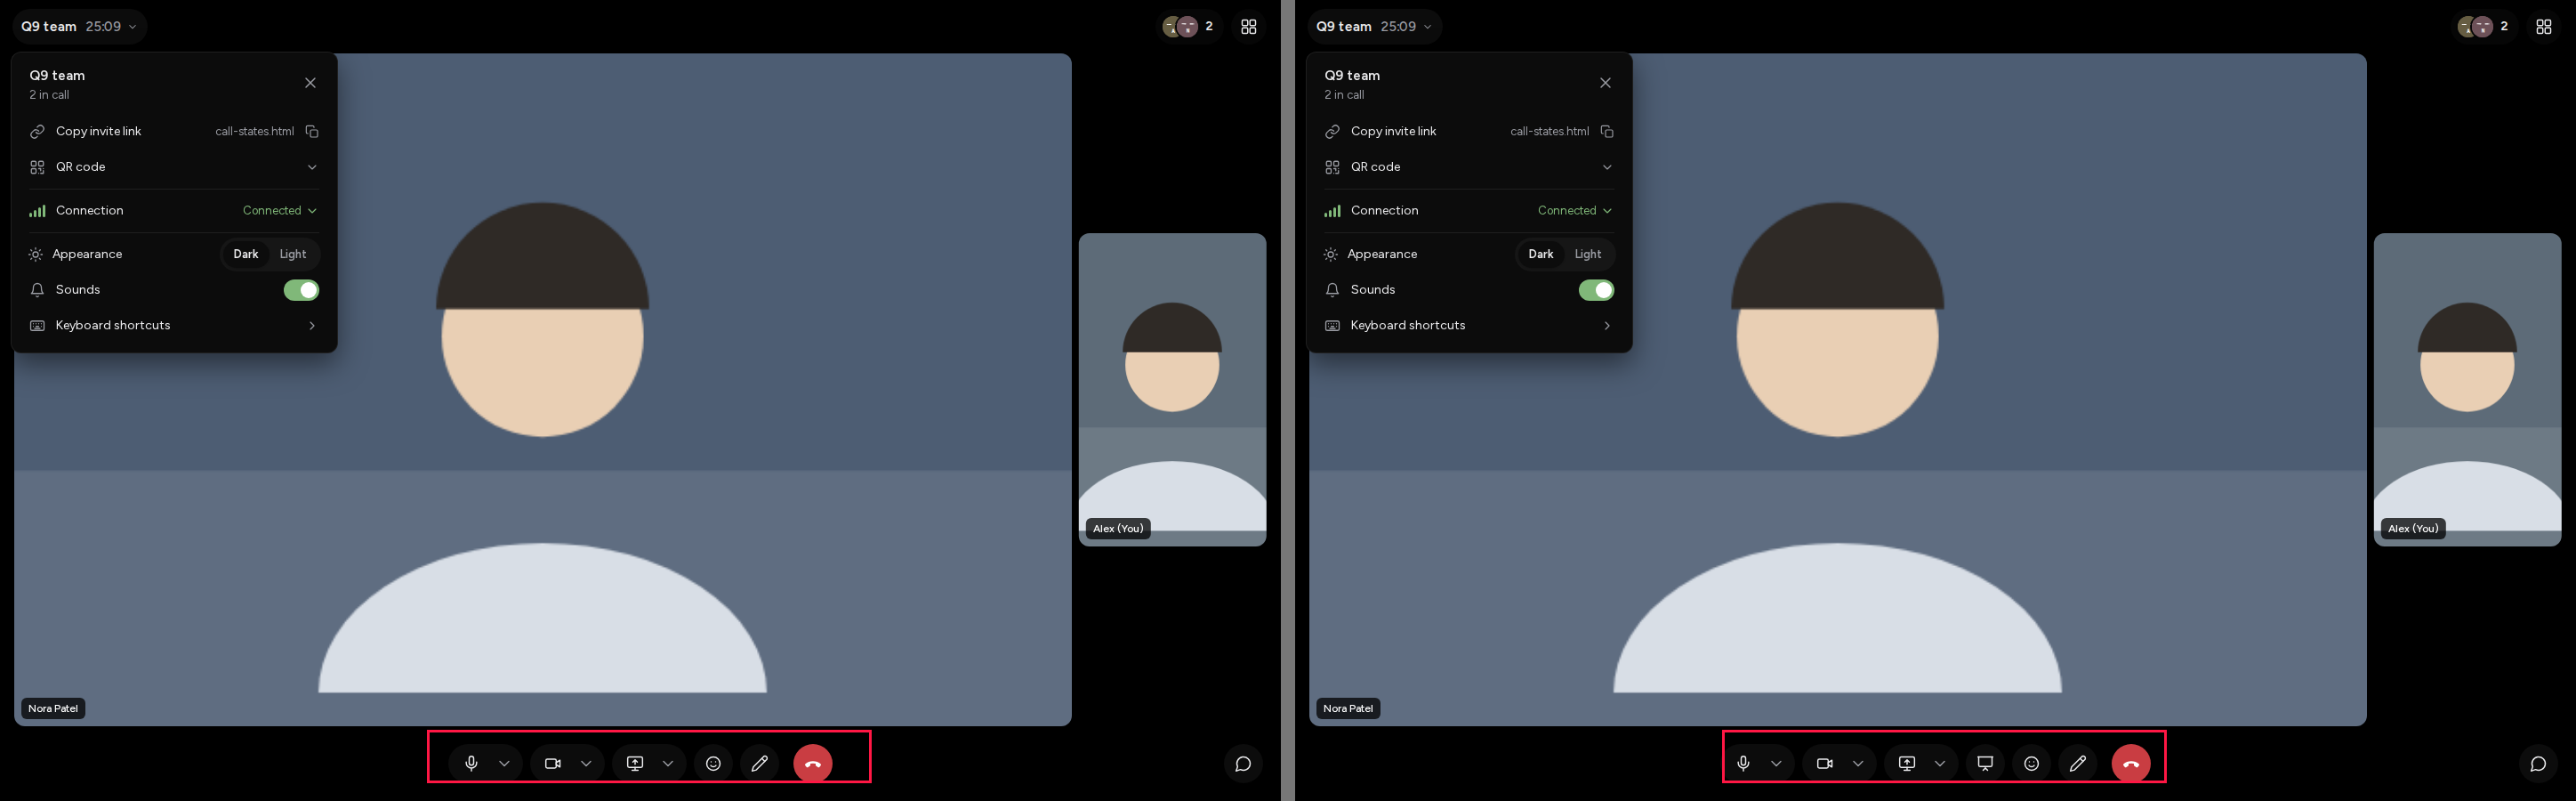 Q9 team 25:09
2
Q9 team
2 in call
Copy invite link call-states.html
QR code
Connection Connected
Appearance Dark Light
Sounds
Keyboard shortcuts
Alex (You)
Nora Patel
Q9 team 25:09
2
Q9 team
2 in call
Copy invite link call-states.html
QR code
Connection Connected
Appearance Dark Light
Sounds
Keyboard shortcuts
Alex (You)
Nora Patel